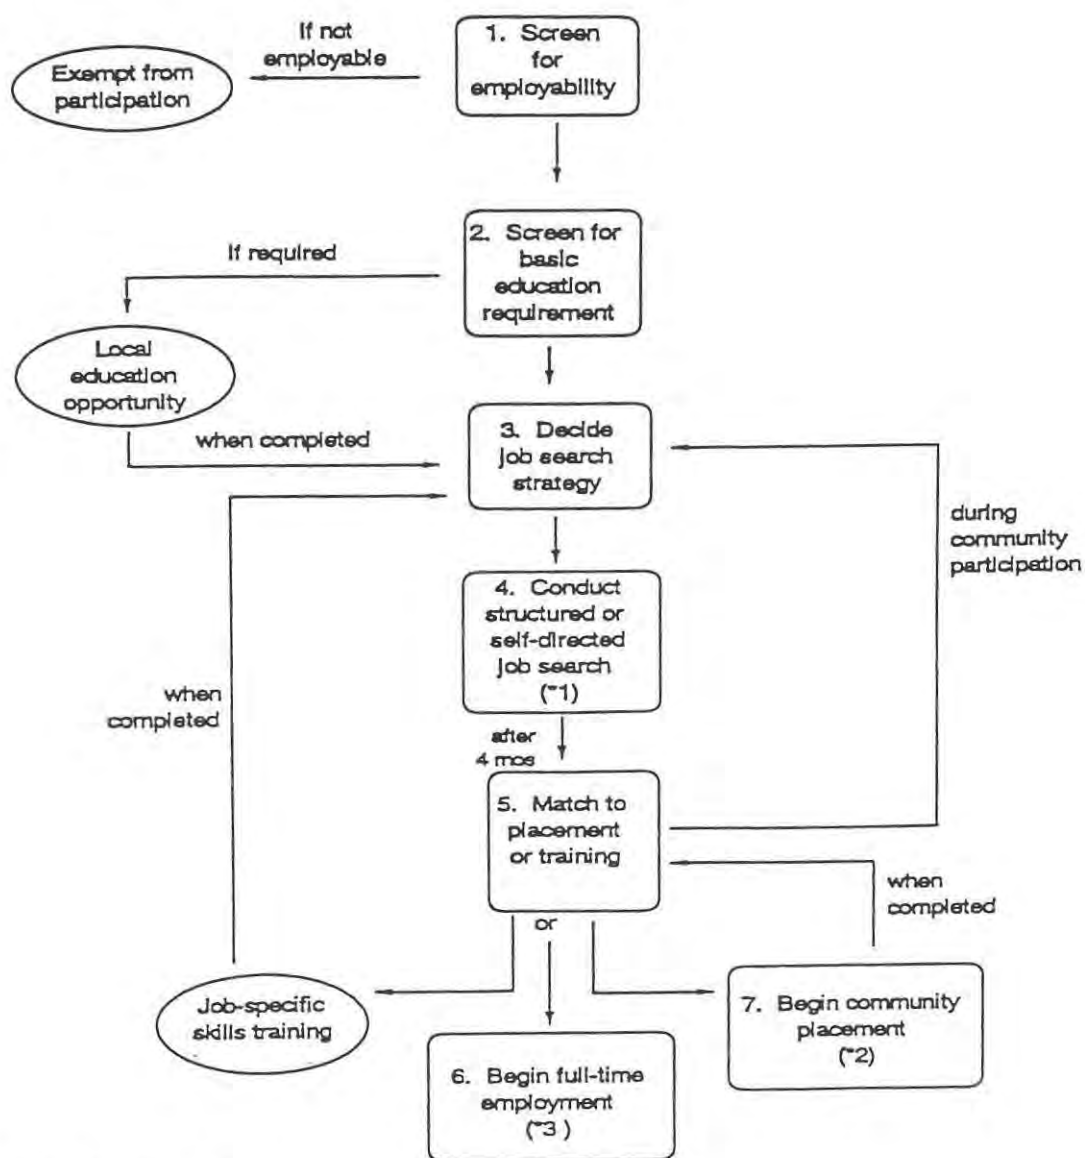 If not
employable
1. Screen
for
employability
Exempt from
participation
If required
2. Screen for
basic
education
requirement
Local
education
opportunity
when completed
3. Decide
job search
strategy
during
community
participation
4. Conduct
structured or
self-directed
job search
(*1)
when
completed
after
4 mos
5. Match to
placement
or training
when
completed
or
Job-specific
skills training
7. Begin community
placement
(*2)
6. Begin full-time
employment
(*3 )